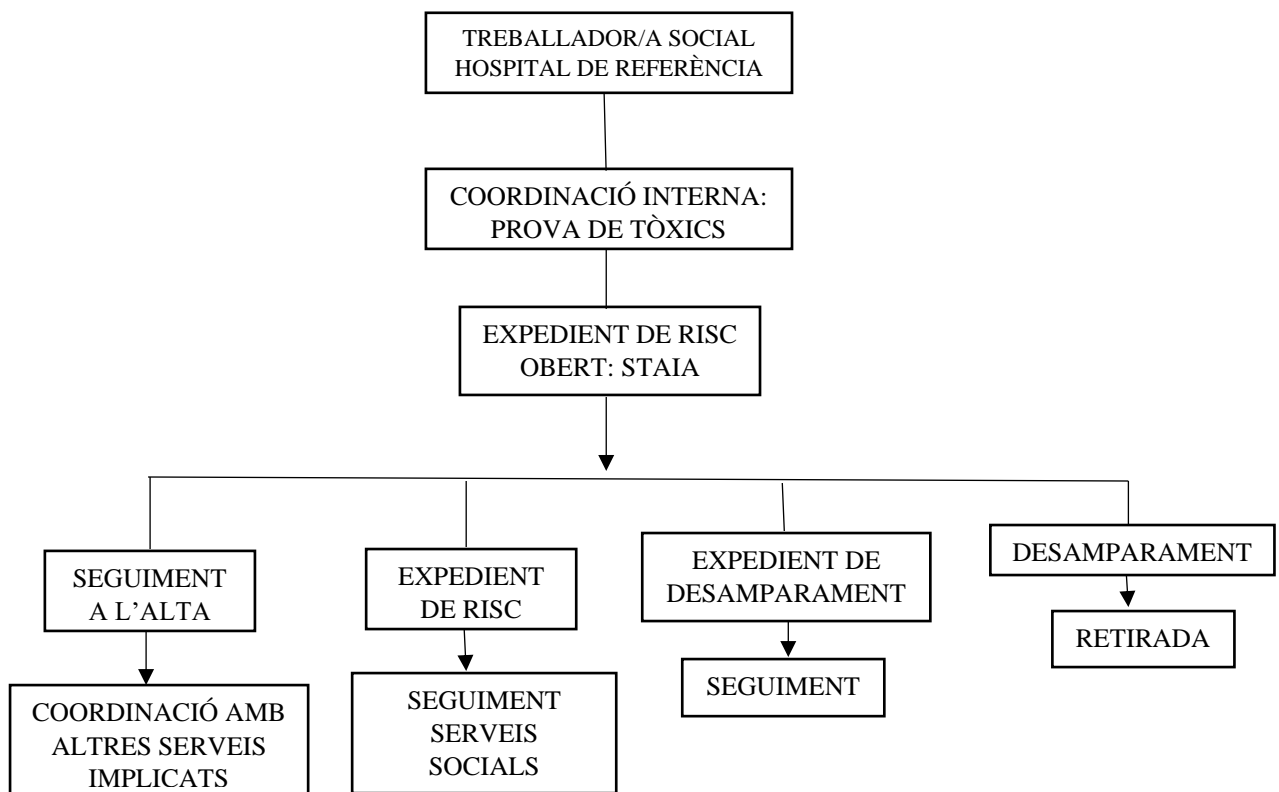 TREBALLADOR/A SOCIAL
HOSPITAL DE REFERÈNCIA
COORDINACIÓ INTERNA:
PROVA DE TÒXICS
EXPEDIENT DE RISC
OBERT: STAIA
SEGUIMENT
A L’ALTA
EXPEDIENT
DE RISC
EXPEDIENT DE
DESAMPARAMENT
DESAMPARAMENT
COORDINACIÓ AMB
ALTRES SERVEIS
IMPLICATS
SEGUIMENT
SERVEIS
SOCIALS
SEGUIMENT
RETIRADA